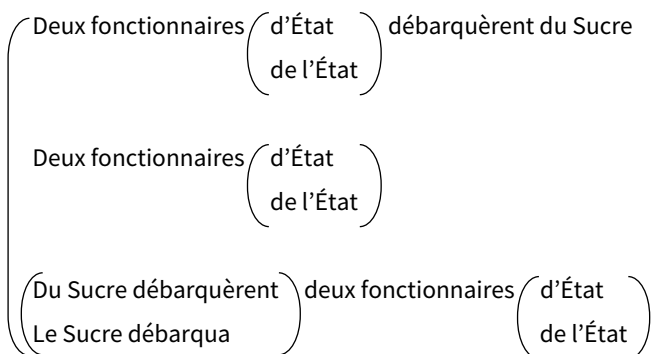 Deux fonctionnaires d’État débarquèrent du Sucre
de l’État
Deux fonctionnaires d’État
de l’État
Du Sucre débarquèrent deux fonctionnaires d’État
Le Sucre débarqua de l’État